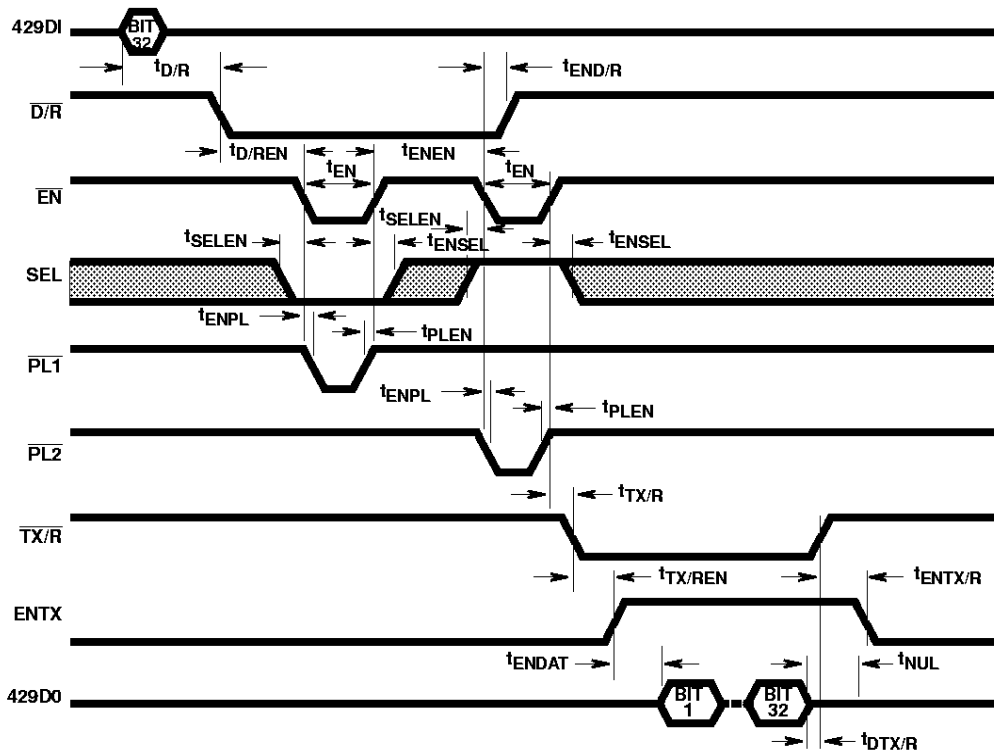 429DI
BIT
32
tD/R
tEND/R
D/R
tD/REN
tENEN
tEN
tEN
EN
tSELEN
tSELEN
tENSEL
tENSEL
SEL
tENPL
tPLEN
PL1
tENPL
tPLEN
PL2
tTX/R
TX/R
tTX/REN
tENTX/R
ENTX
tENDAT
tNUL
429D0
BIT
1
BIT
32
tDTX/R